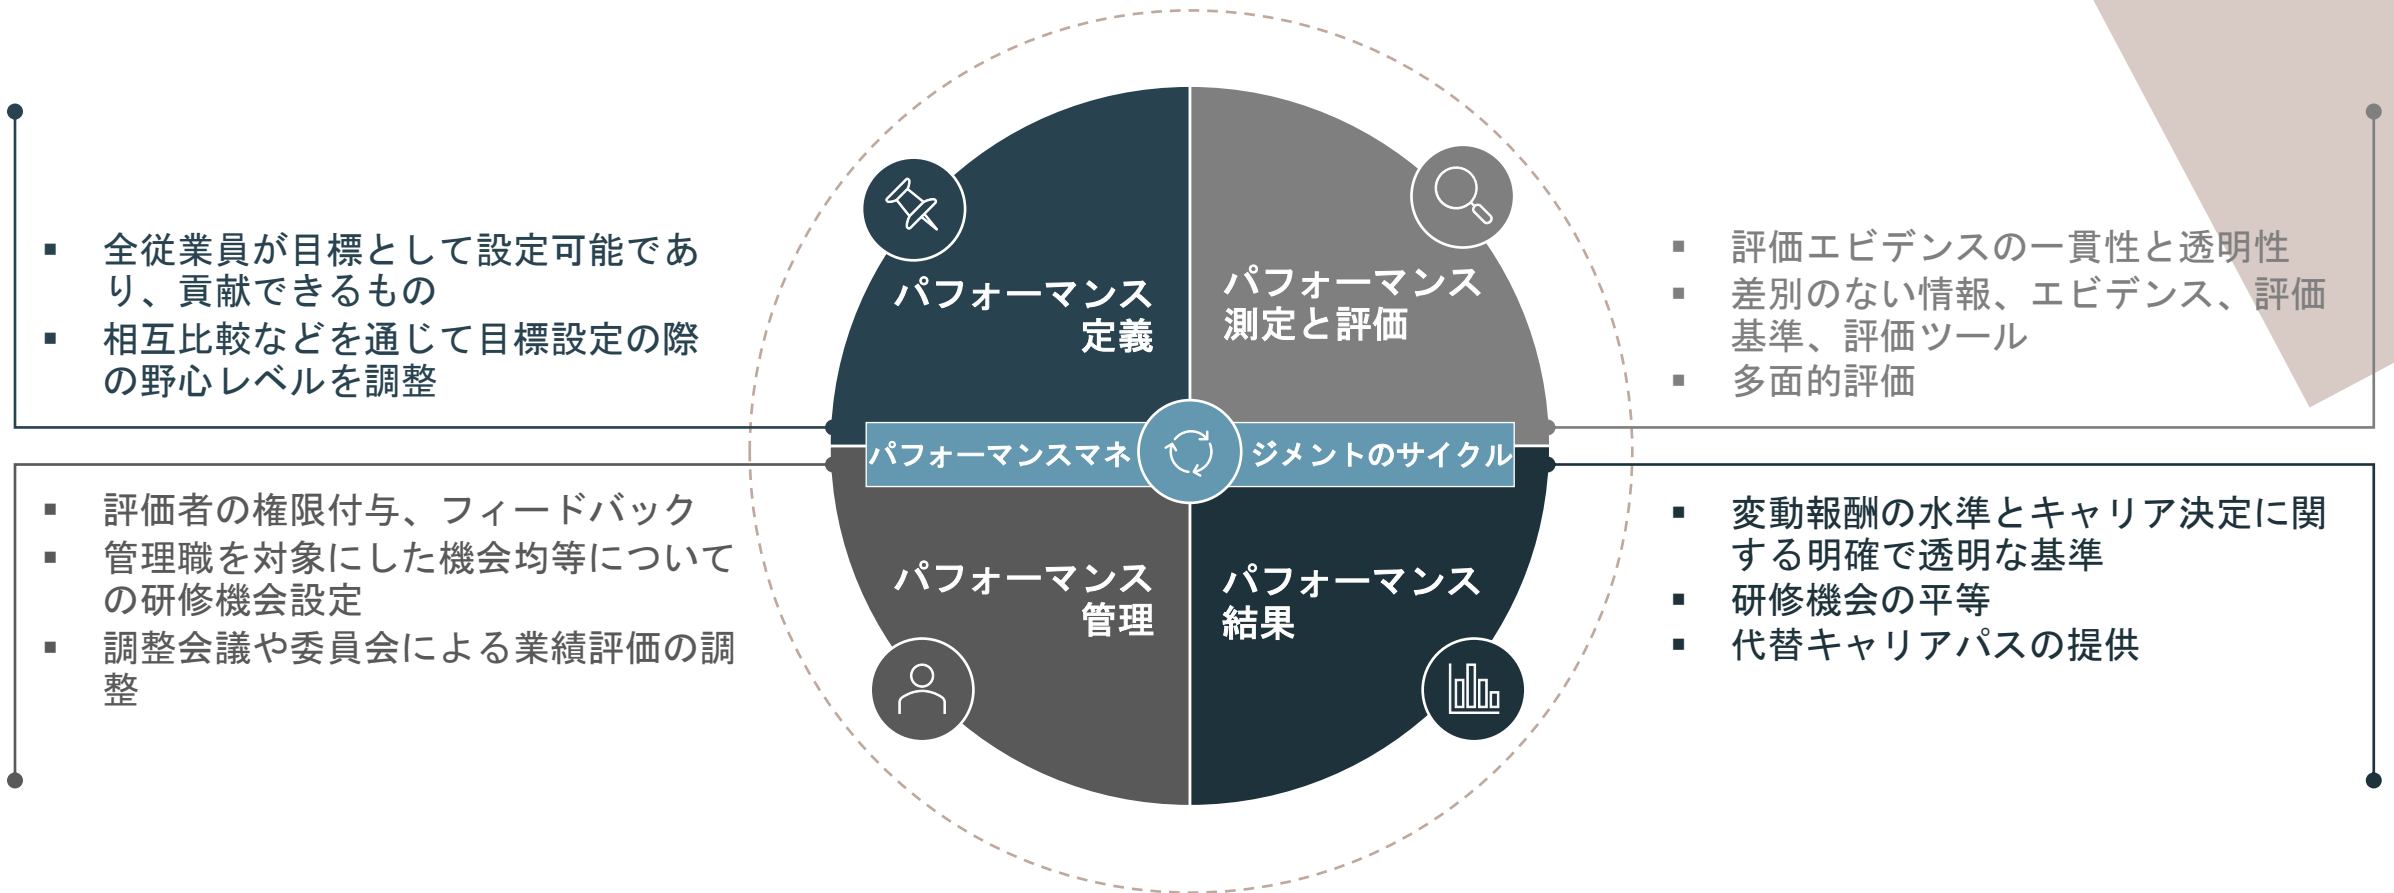 ▪ 全従業員が目標として設定可能であ
り、貢献できるもの
▪ 相互比較などを通じて目標設定の際
の野心レベルを調整
パフォーマンス
定義
パフォーマンス
測定と評価
▪ 評価エビデンスの一貫性と透明性
▪ 差別のない情報、エビデンス、評価
基準、評価ツール
▪ 多面的評価
パフォーマンスマネ ジメントのサイクル
▪ 評価者の権限付与、フィードバック
▪ 管理職を対象にした機会均等について
の研修機会設定
▪ 調整会議や委員会による業績評価の調
整
パフォーマンス
管理
パフォーマンス
結果
▪ 変動報酬の水準とキャリア決定に関
する明確で透明な基準
▪ 研修機会の平等
▪ 代替キャリアパスの提供